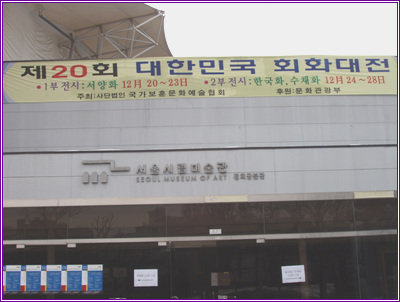 제20회 대한민국 회화대전
•1부전시:서양화 12月 20~23日 •2부전시:한국화,수채화 12月 24~28日
주최:사단법인 국가보훈문화예술협회 후원:문화관광부
서울시립미술관
SEOUL MUSEUM OF ART